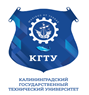 КГТУ
КАЛИНИНГРАДСКИЙ
ГОСУДАРСТВЕННЫЙ
ТЕХНИЧЕСКИЙ УНИВЕРСИТЕТ